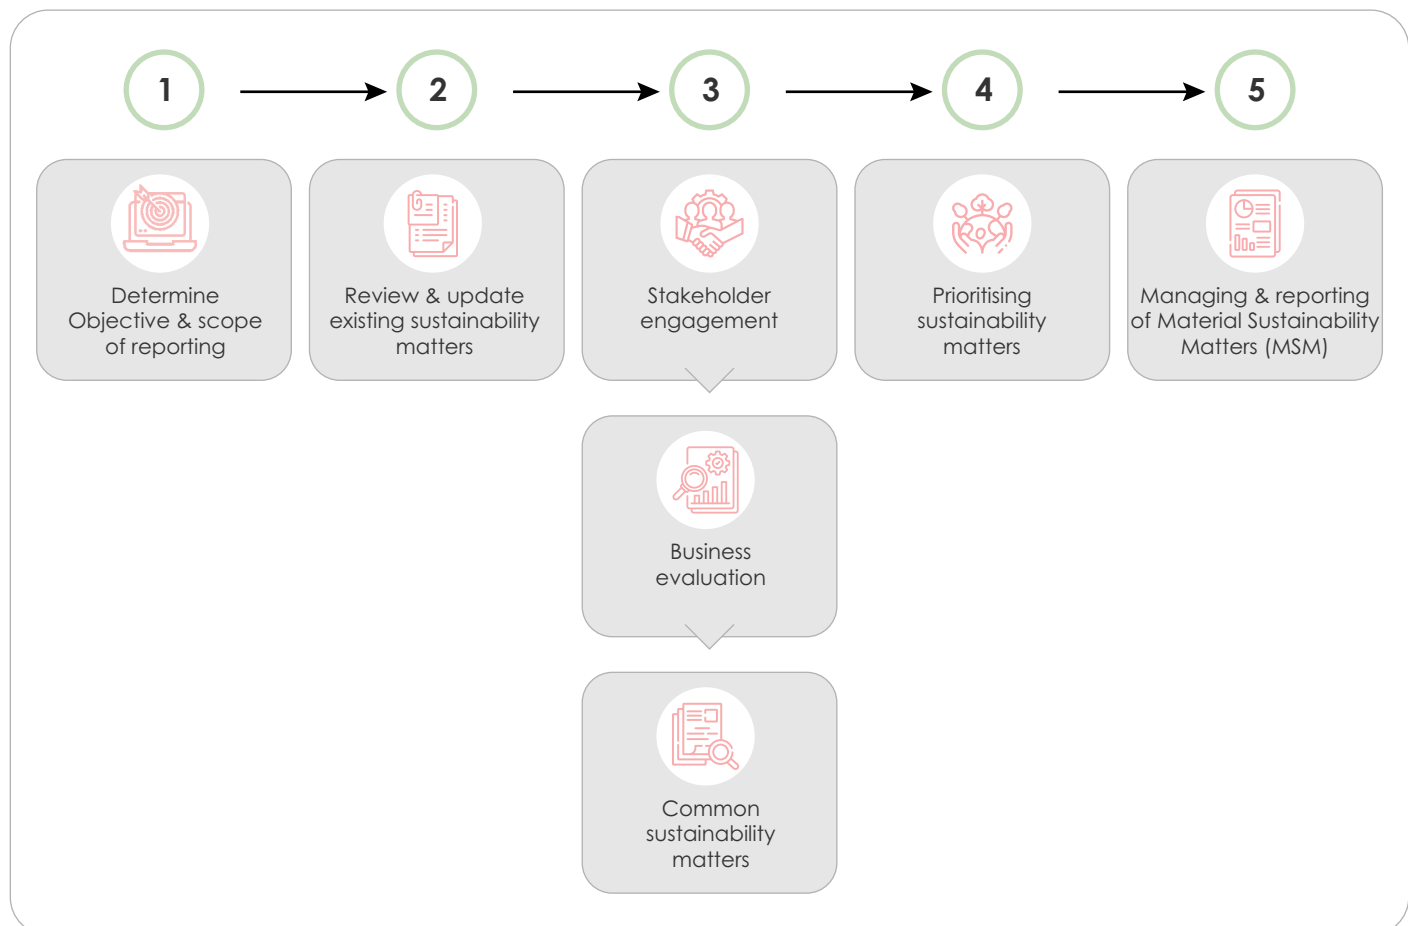 1
2
3
4
5
Determine
Objective & scope
of reporting
Review & update
existing sustainability
matters
Stakeholder
engagement
Prioritising
sustainability
matters
Managing & reporting
of Material Sustainability
Matters (MSM)
Business
evaluation
Common
sustainability
matters